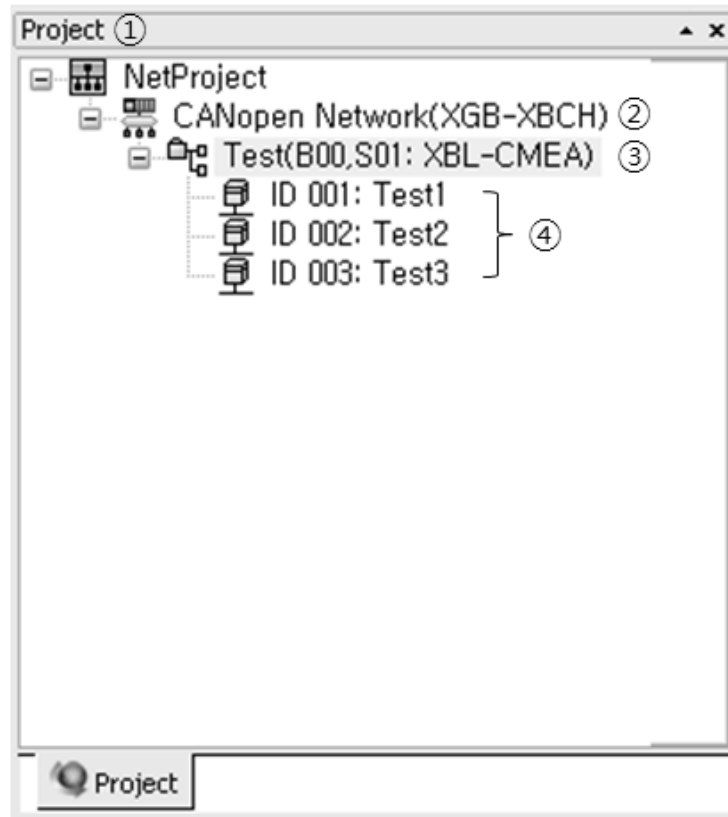 Project ①
NetProject
CANopen Network(XGB-XBCH) ②
Test(B00,S01: XBL-CMEA) ③
ID 001: Test1
ID 002: Test2 ④
ID 003: Test3
Project